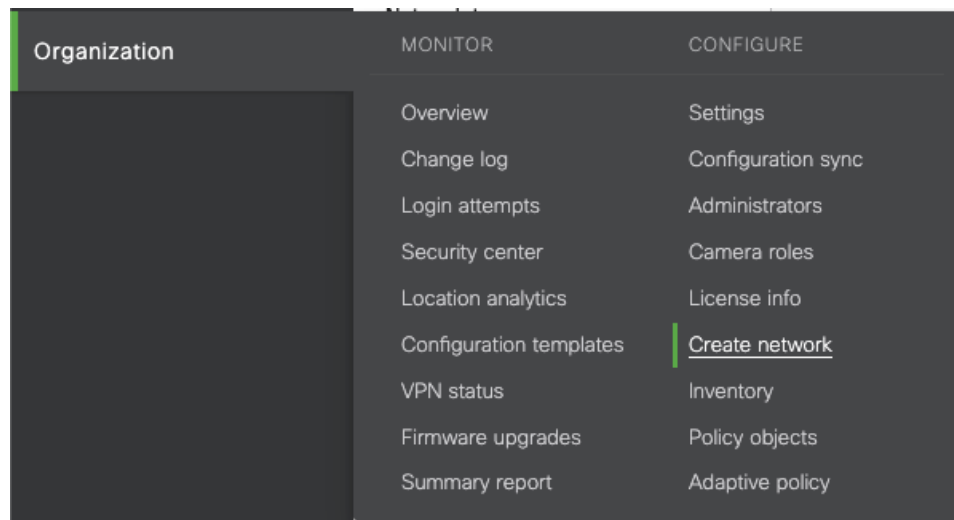 Organization
MONITOR
Overview
Change log
Login attempts
Security center
Location analytics
Configuration templates
VPN status
Firmware upgrades
Summary report
CONFIGURE
Settings
Configuration sync
Administrators
Camera roles
License info
Create network
Inventory
Policy objects
Adaptive policy